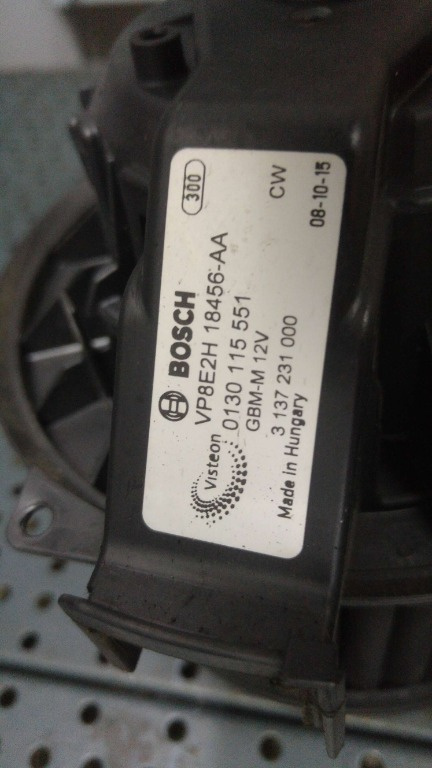 300
CW
08-10-15
BOSCH
VP8E2H 18456-AA
Visteon
0130 115 551
GBM-M 12V
3 137 231 000
Made in Hungary